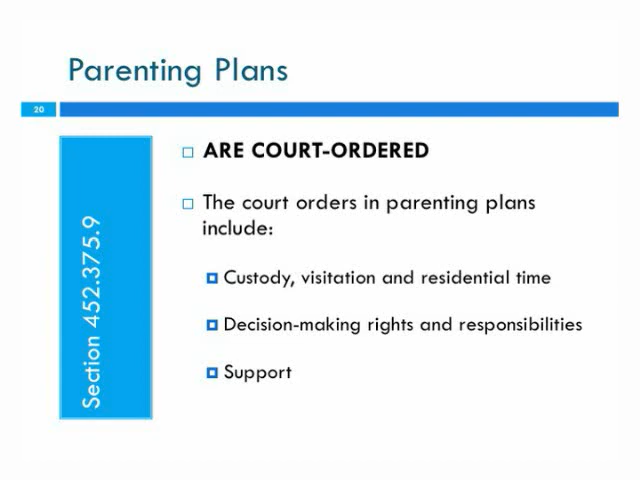 Parenting Plans
20
Section 452.375.9
ARE COURT-ORDERED
The court orders in parenting plans
include:
Custody, visitation and residential time
Decision-making rights and responsibilities
Support